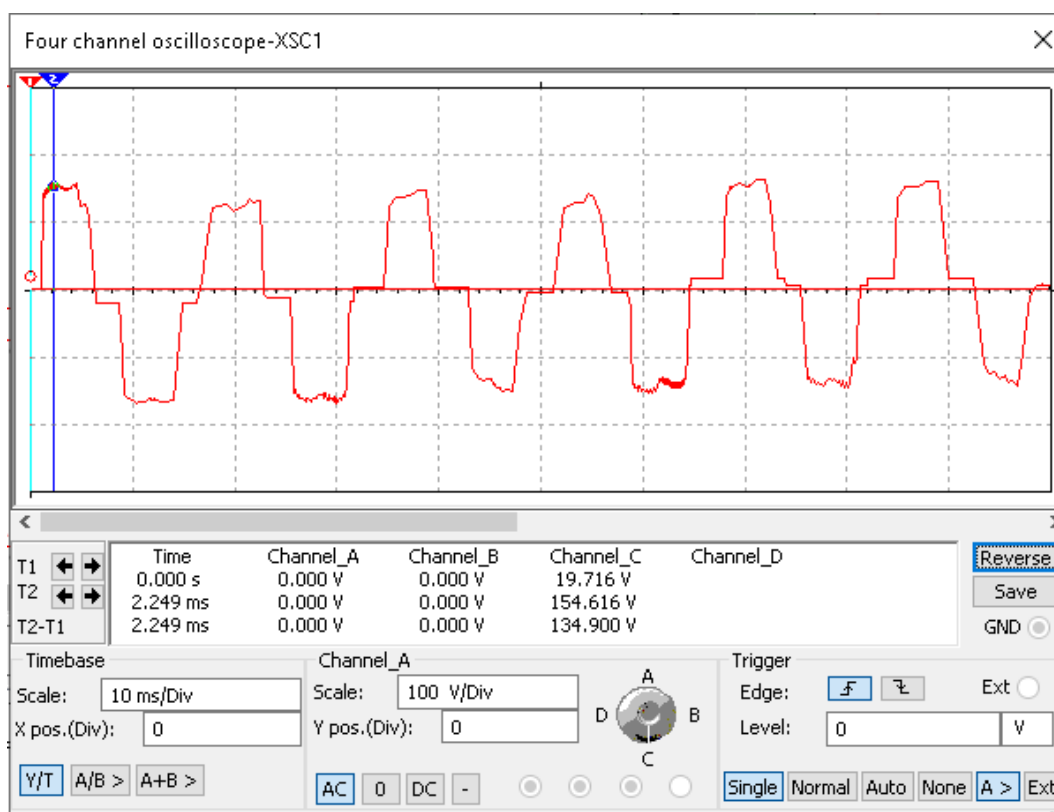 Four channel oscilloscope-XSC1
1 2
Time Channel_A Channel_B Channel_C Channel_D
T1 0.000 s 0.000 V 0.000 V 19.716 V
T2 2.249 ms 0.000 V 0.000 V 154.616 V
T2-T1 2.249 ms 0.000 V 0.000 V 134.900 V
Reverse
Save
GND
Timebase
Scale: 10 ms/Div
X pos.(Div): 0
Y/T A/B > A+B >
Channel_A
Scale: 100 V/Div
Y pos.(Div): 0
AC 0 DC -
A
D B
C
Trigger
Edge: Ext
Level: 0 V
Single Normal Auto None A > Ext